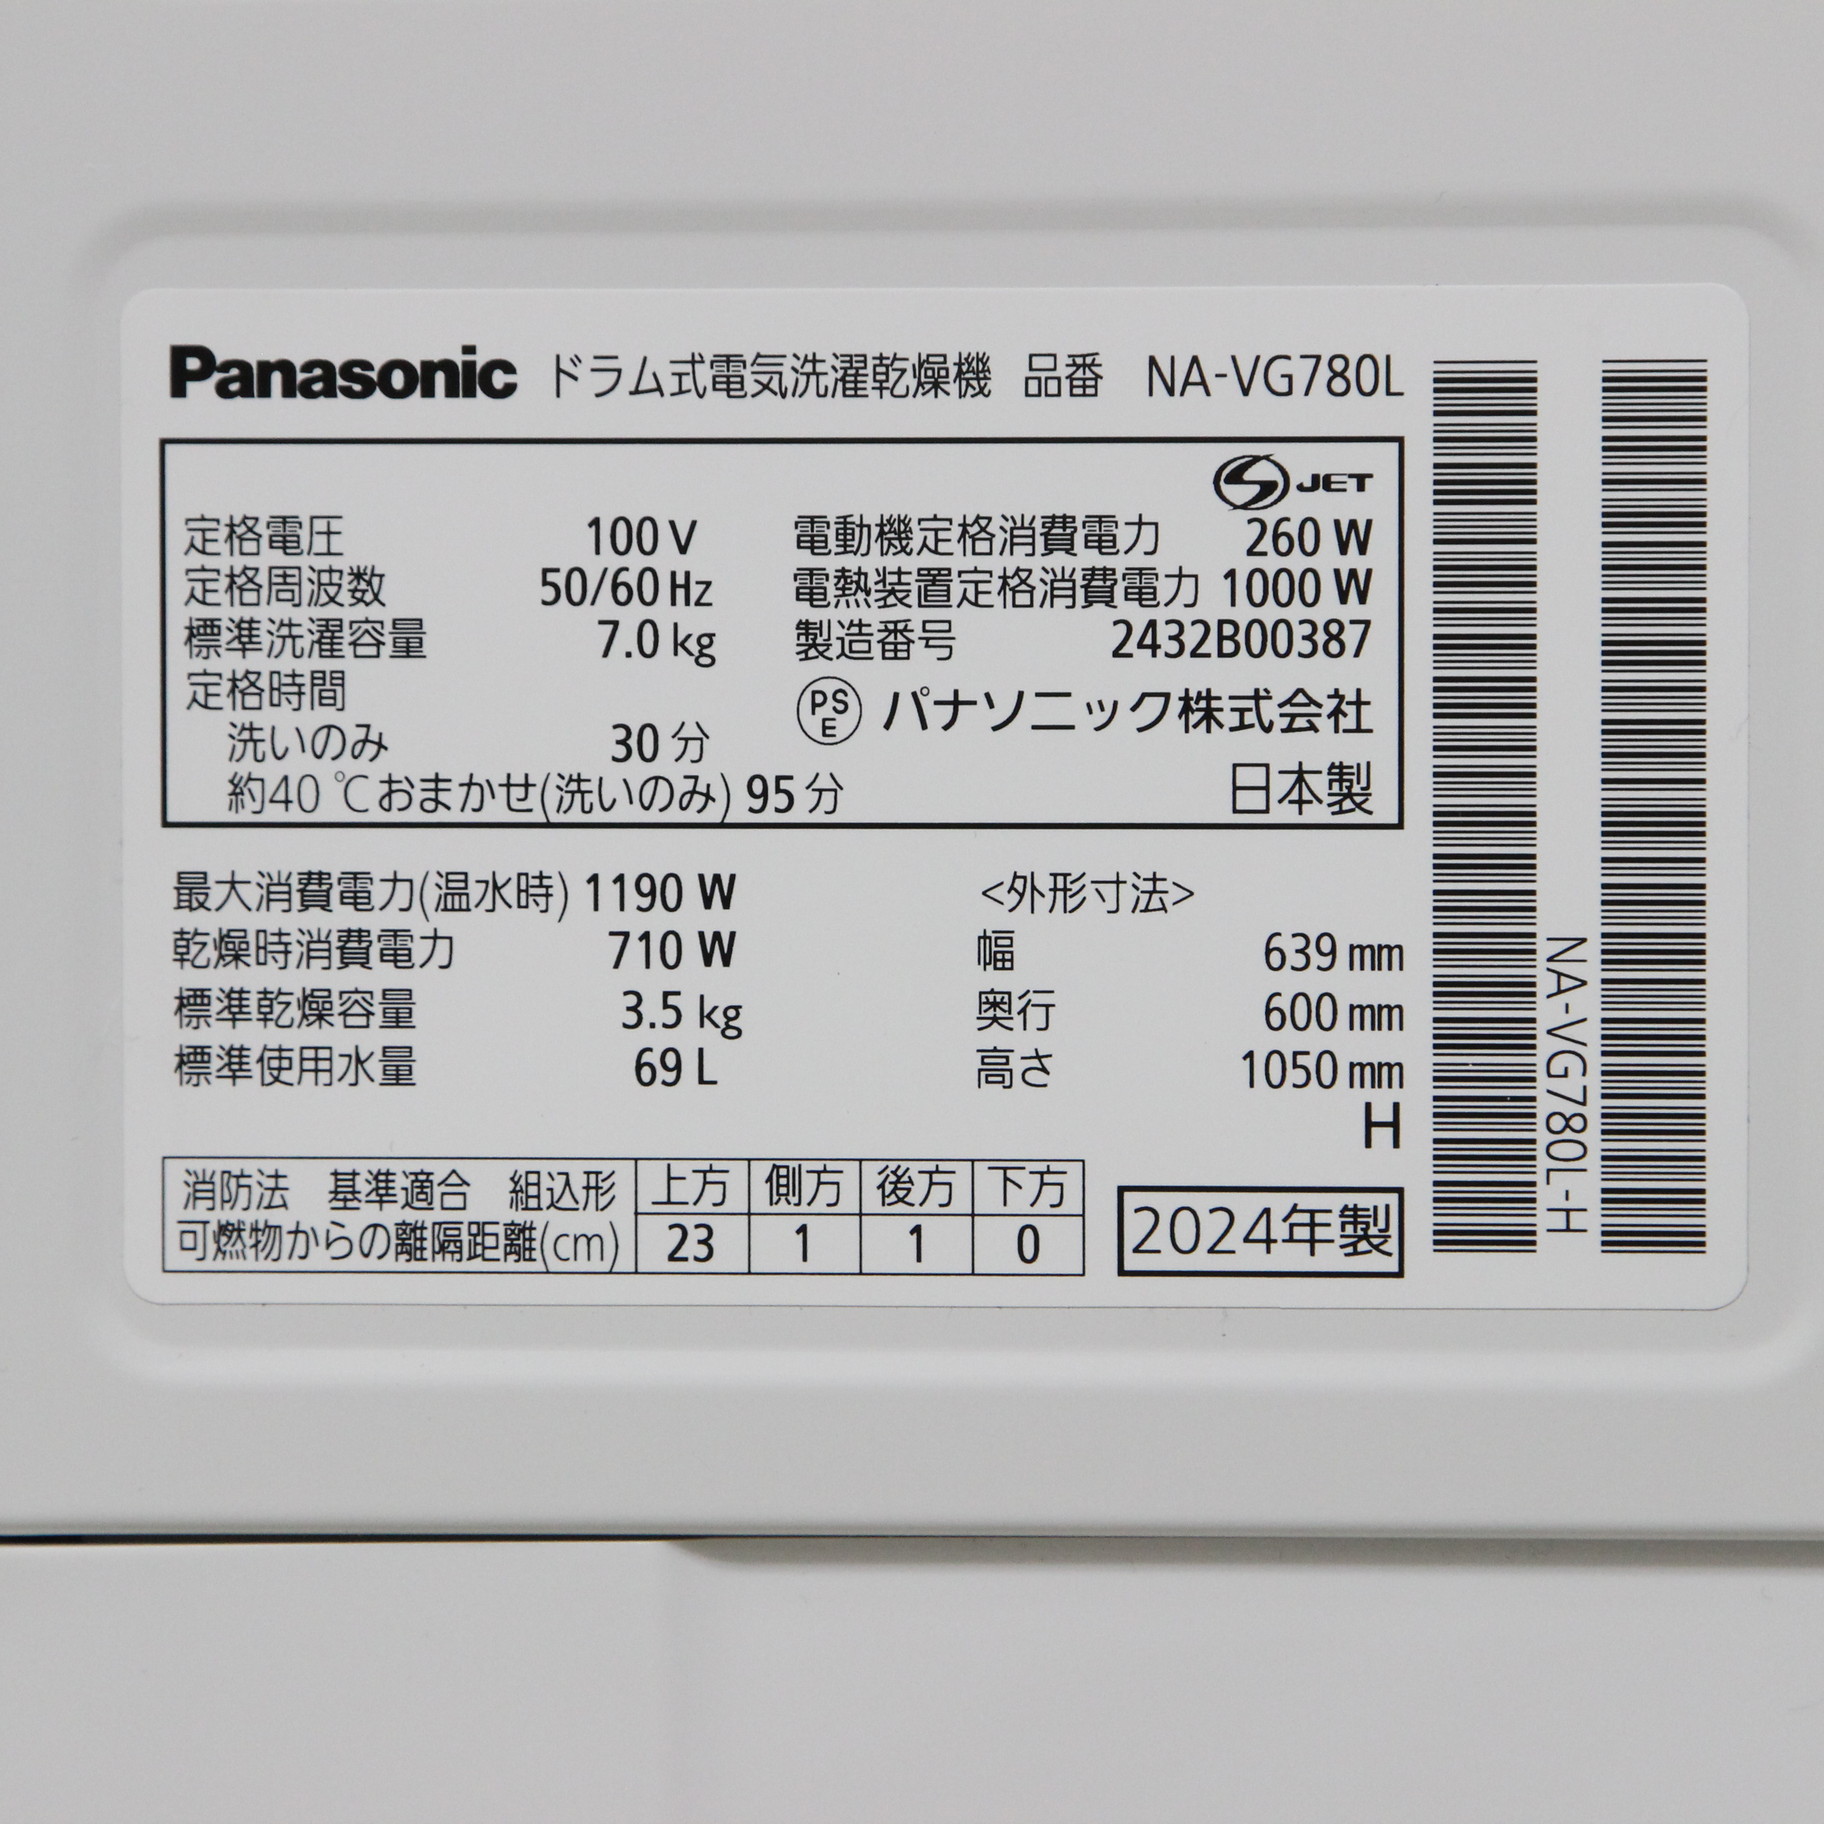 Panasonic ドラム式電気洗濯乾燥機 品番 NA-VG780L
S JET
定格電圧 100 V 電動機定格消費電力 260 W
定格周波数 50/60 Hz 電熱装置定格消費電力 1000 W
標準洗濯容量 7.0 kg 製造番号 2432B00387
定格時間
PSE パナソニック株式会社
洗いのみ 30 分
約40℃おまかせ(洗いのみ) 95 分 日本製
最大消費電力(温水時) 1190 W <外形寸法>
乾燥時消費電力 710 W 幅 639 mm
標準乾燥容量 3.5 kg 奥行 600 mm
標準使用水量 69 L 高さ 1050 mm
H
消防法 基準適合 組込形 上方 側方 後方 下方
可燃物からの離隔距離(cm) 23 1 1 0
2024年製
NA-VG780L-H